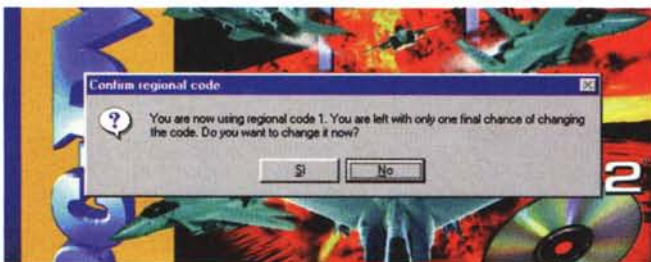 Confirm regional code
You are now using regional code 1. You are left with only one final chance of changing
the code. Do you want to change it now?
Sì
No
2